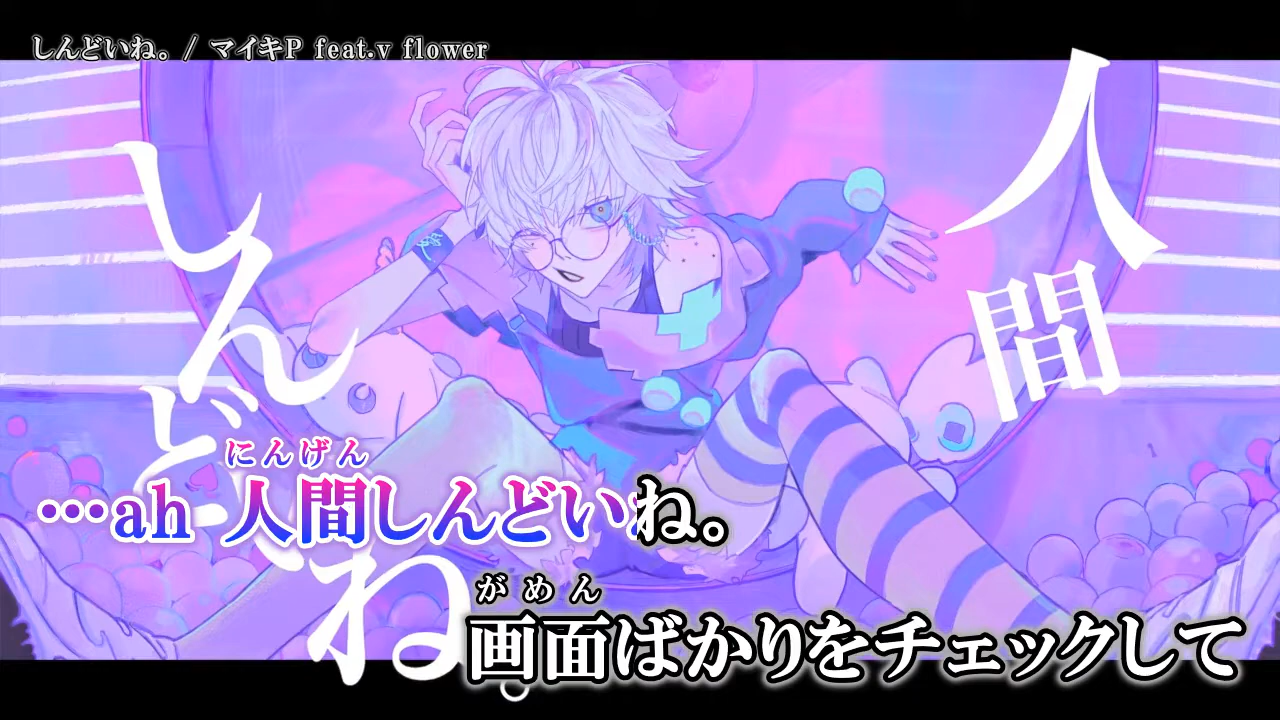 しんどいね。/ マイキP feat.v flower
人間
しんどいね。
にんげん
…ah 人間しんどいね。
がめん
画面ばかりをチェックして